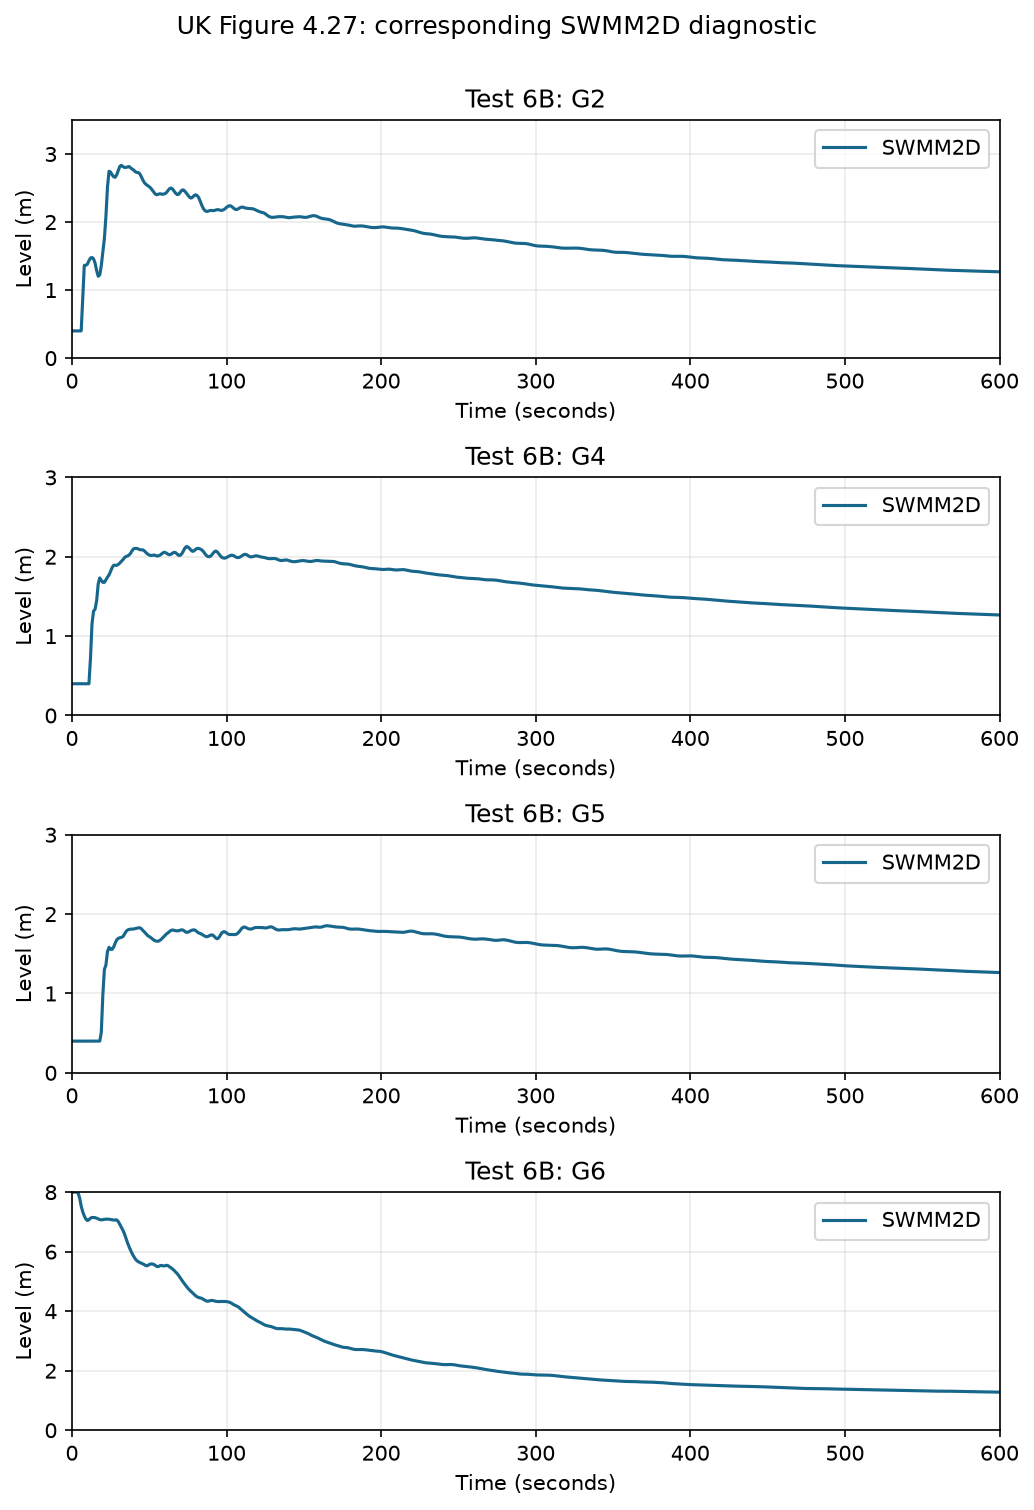 UK Figure 4.27: corresponding SWMM2D diagnostic
Test 6B: G2
SWMM2D
Level (m)
3
2
1
0
0 100 200 300 400 500 600
Time (seconds)
Test 6B: G4
SWMM2D
Level (m)
3
2
1
0
0 100 200 300 400 500 600
Time (seconds)
Test 6B: G5
SWMM2D
Level (m)
3
2
1
0
0 100 200 300 400 500 600
Time (seconds)
Test 6B: G6
SWMM2D
Level (m)
8
6
4
2
0
0 100 200 300 400 500 600
Time (seconds)